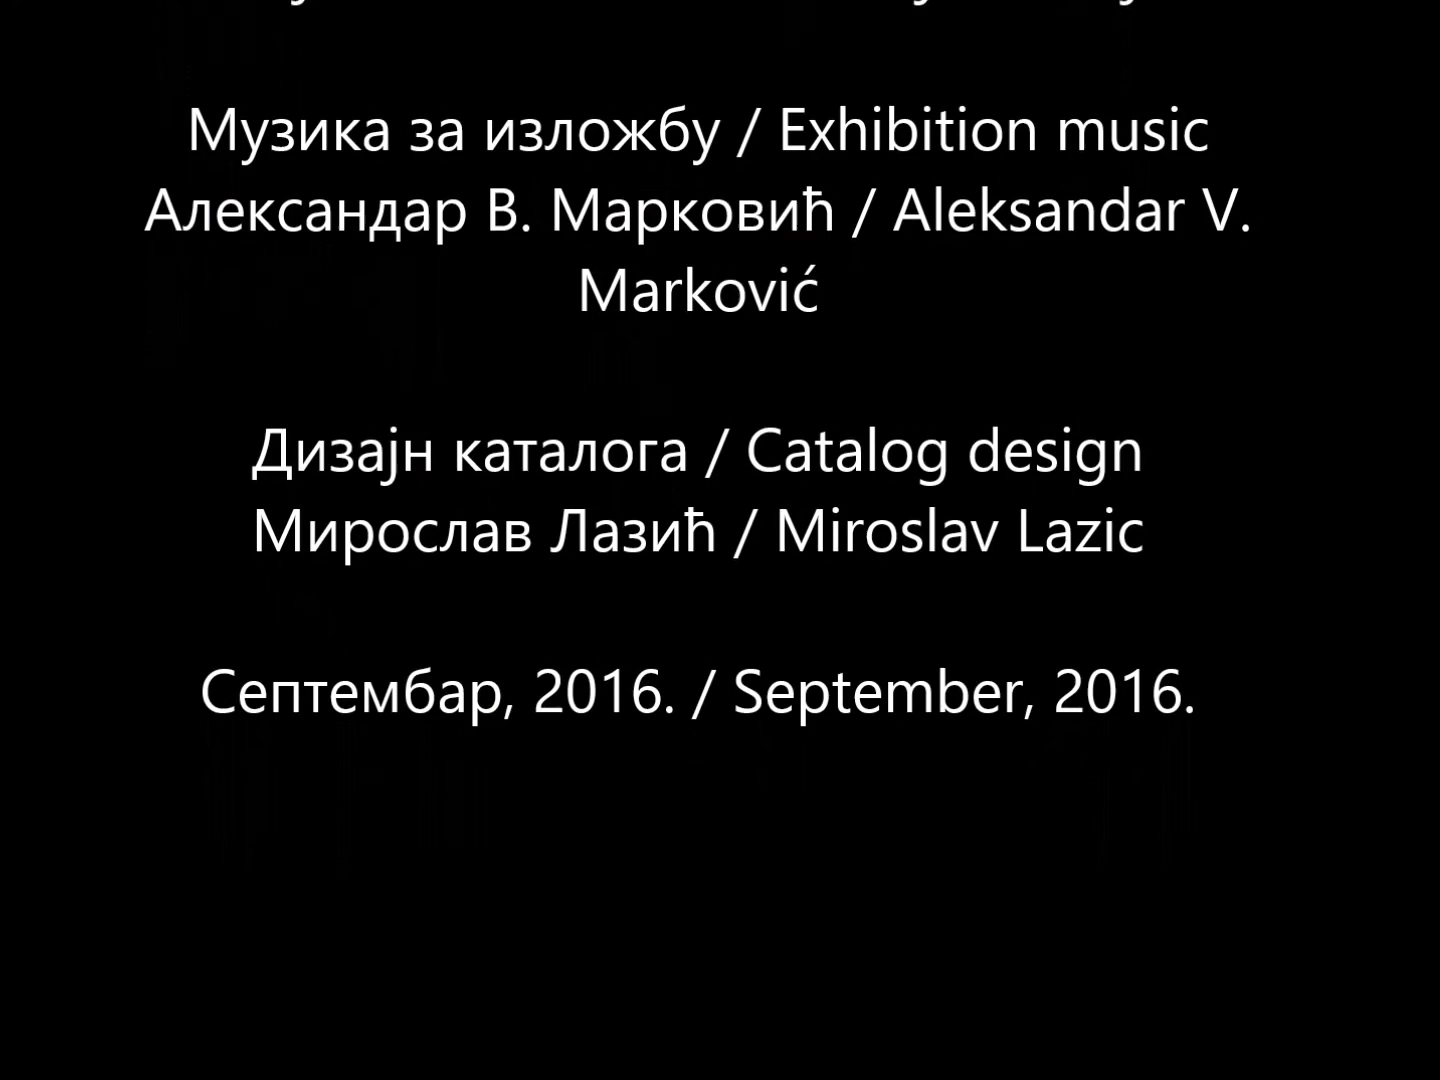 Музика за изложбу / Exhibition music
Александар В. Марковић / Aleksandar V.
Marković
Дизајн каталога / Catalog design
Мирослав Лазић / Miroslav Lazic
Септембар, 2016. / September, 2016.